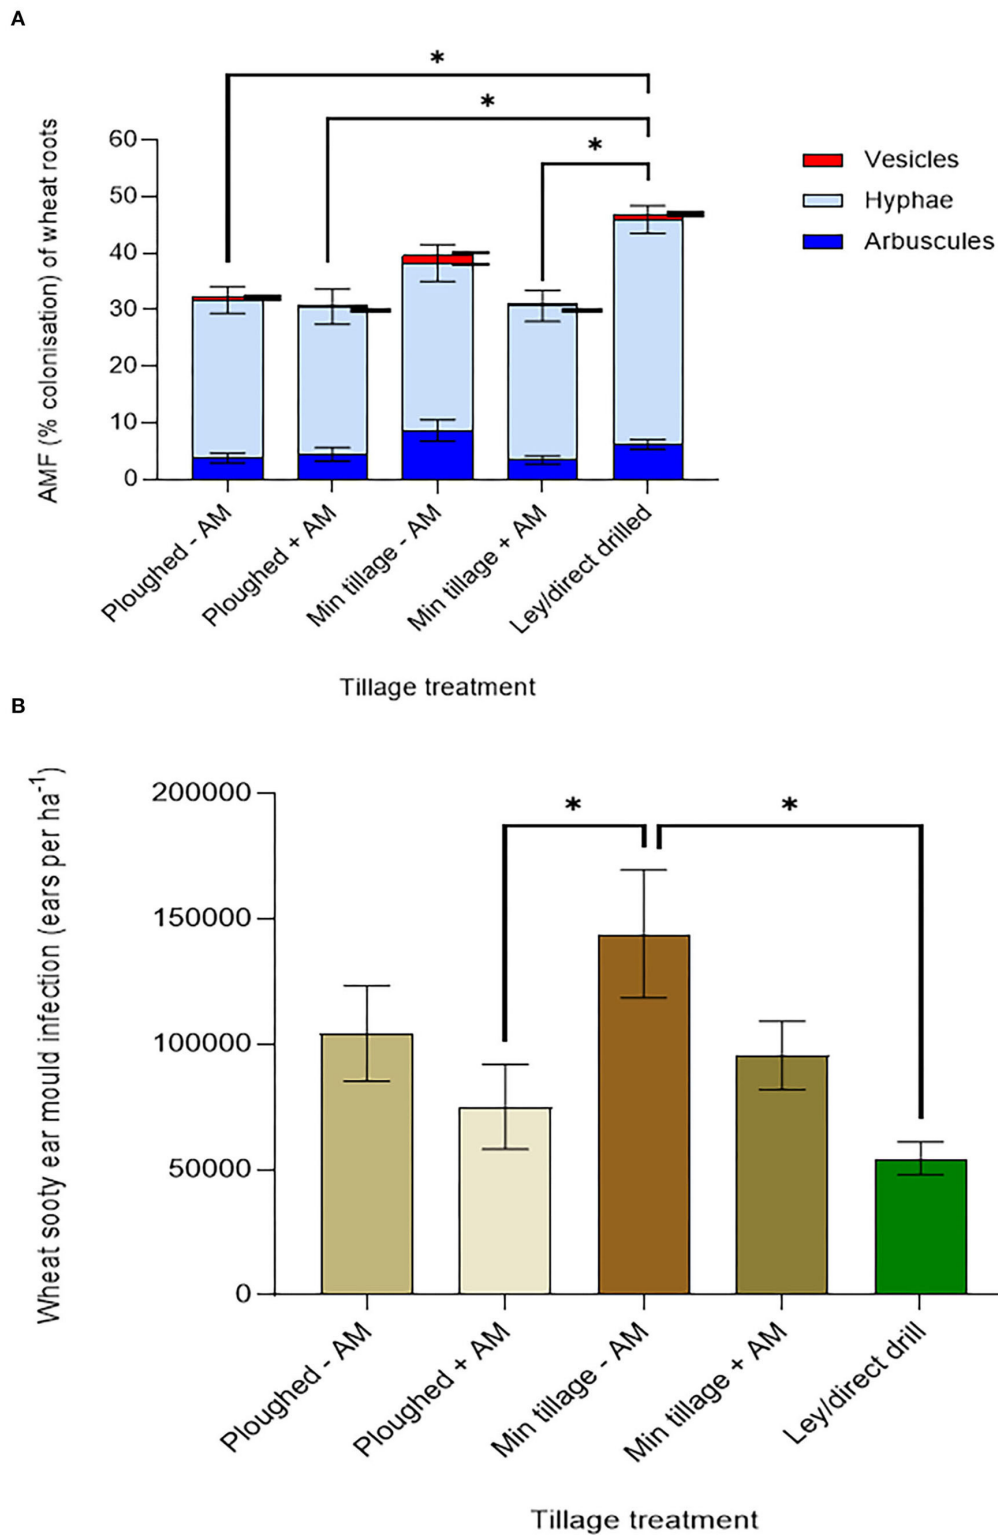 A
AMF (% colonisation) of wheat roots
*
*
*
60
50
40
30
20
10
0
Vesicles
Hyphae
Arbuscules
Ploughed - AM
Ploughed + AM
Min tillage - AM
Min tillage + AM
Ley/direct drilled
Tillage treatment
B
Wheat sooty ear mould infection (ears per ha⁻¹)
200000
150000
100000
50000
0
*
*
Ploughed - AM
Ploughed + AM
Min tillage - AM
Min tillage + AM
Ley/direct drill
Tillage treatment